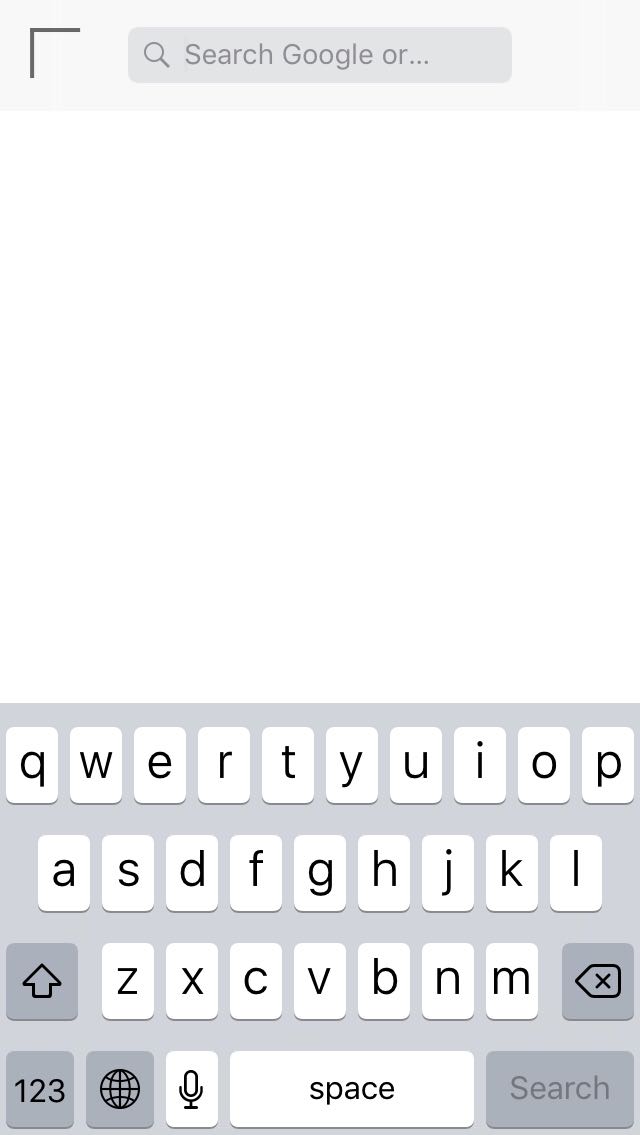 Search Google or...
q w e r t y u i o p
a s d f g h j k l
z x c v b n m
123 space Search